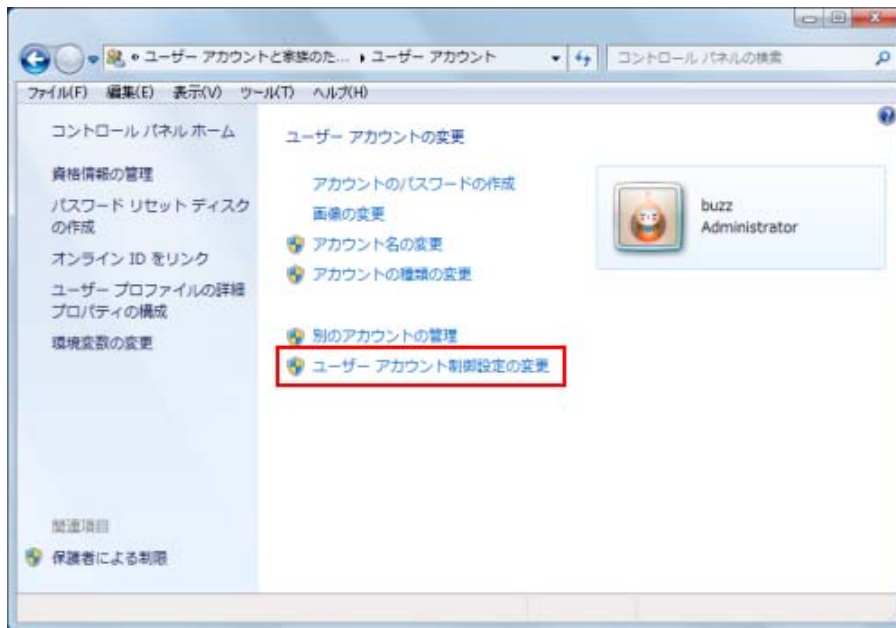 ユーザー アカウントと家族のた... ユーザー アカウント コントロール パネルの検索
ファイル(F) 編集(E) 表示(V) ツール(T) ヘルプ(H)
コントロール パネル ホーム
資格情報の管理
パスワード リセット ディスク
の作成
オンライン ID をリンク
ユーザー プロファイルの詳細
プロパティの構成
環境変数の変更
関連項目
保護者による制限
ユーザー アカウントの変更
アカウントのパスワードの作成
画像の変更
アカウント名の変更
アカウントの種類の変更
別のアカウントの管理
ユーザー アカウント制御設定の変更
buzz
Administrator